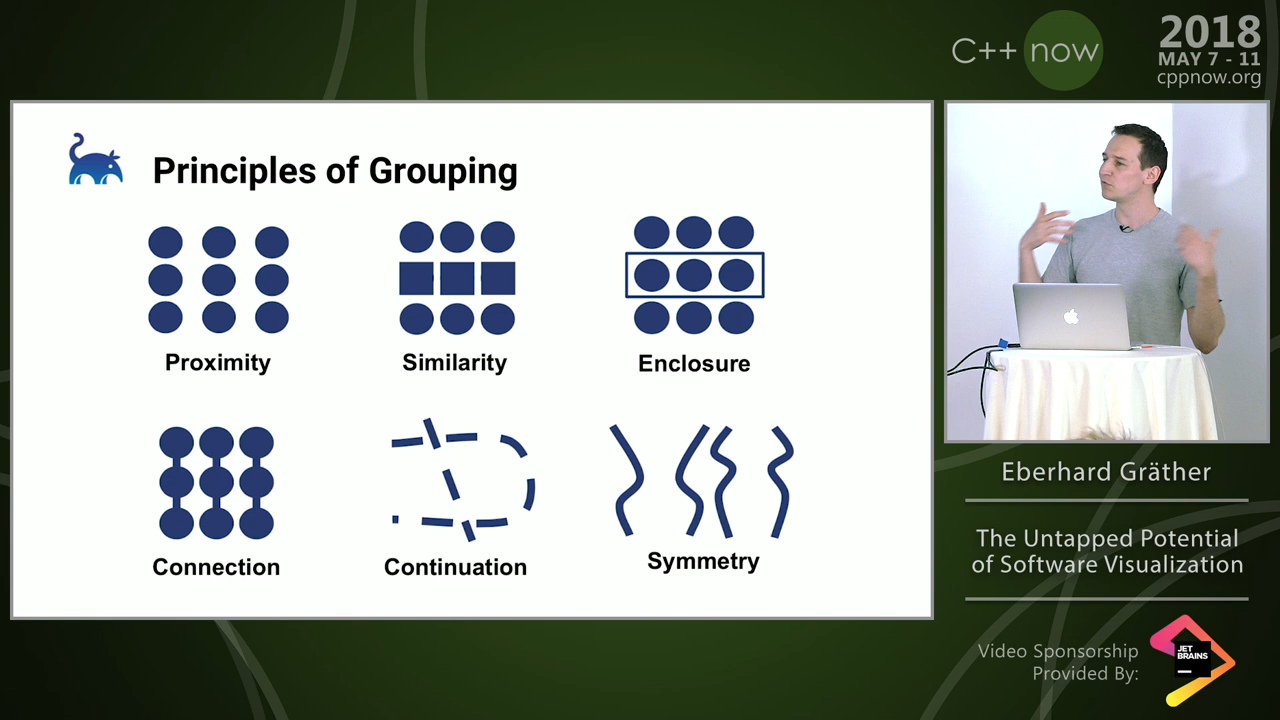 C++ now
2018
MAY 7 - 11
cppnow.org
Principles of Grouping
Proximity
Similarity
Enclosure
Connection
Continuation
Symmetry
Eberhard Gräther
The Untapped Potential
of Software Visualization
Video Sponsorship
Provided By:
JET
BRAINS